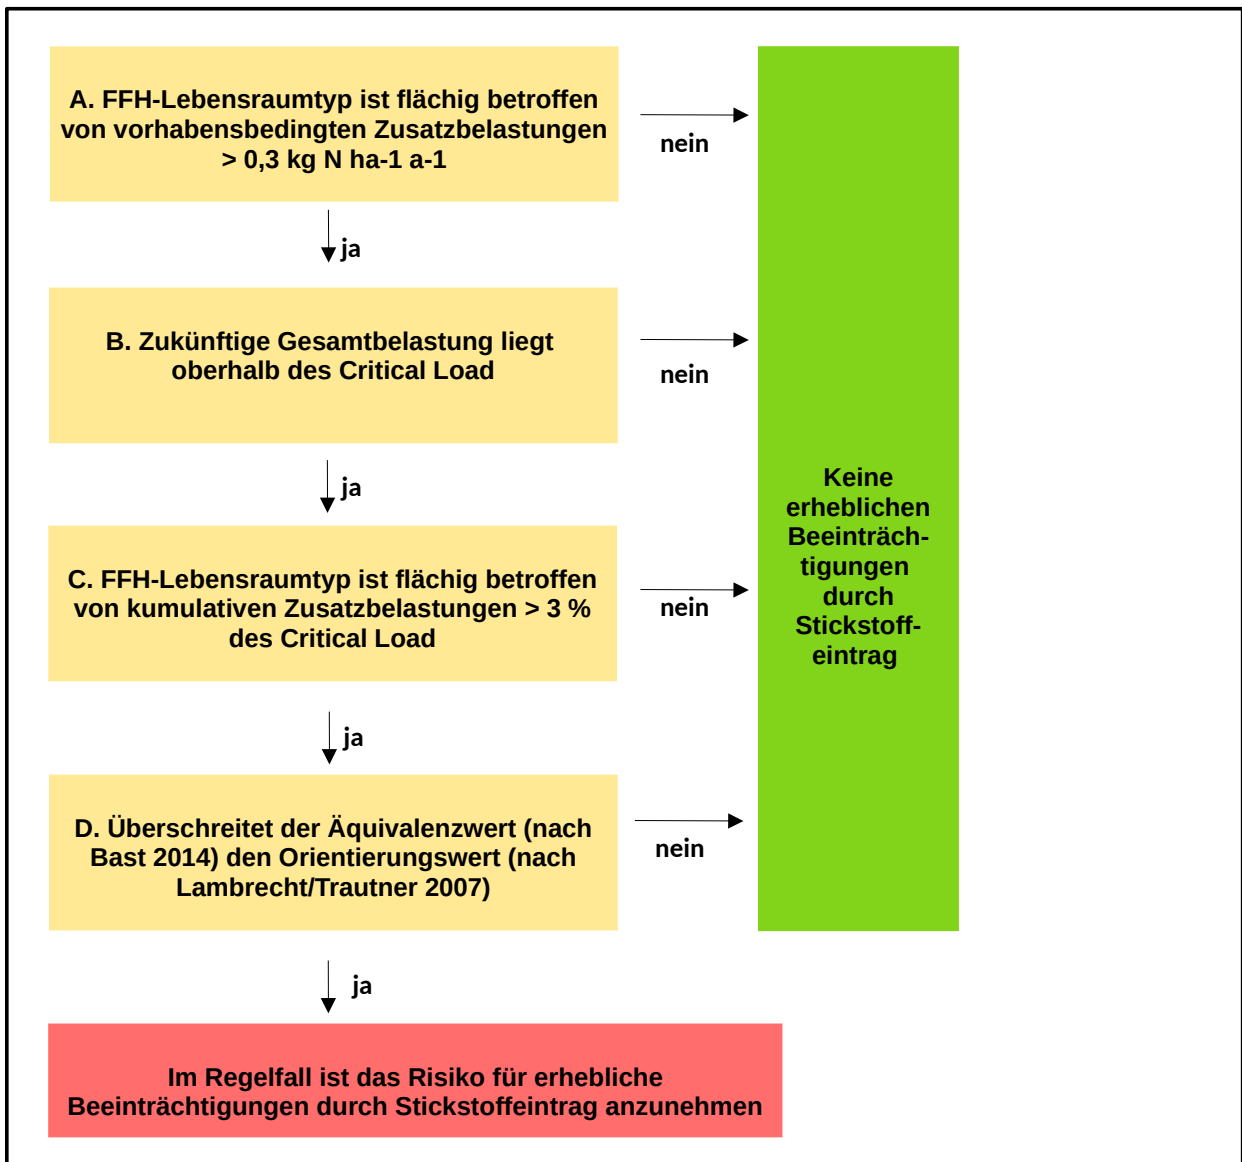 A. FFH-Lebensraumtyp ist flächig betroffen
von vorhabensbedingten Zusatzbelastungen
> 0,3 kg N ha-1 a-1
nein
ja
B. Zukünftige Gesamtbelastung liegt
oberhalb des Critical Load
nein
ja
C. FFH-Lebensraumtyp ist flächig betroffen
von kumulativen Zusatzbelastungen > 3 %
des Critical Load
nein
ja
D. Überschreitet der Äquivalenzwert (nach
Bast 2014) den Orientierungswert (nach
Lambrecht/Trautner 2007)
nein
ja
Keine
erheblichen
Beeinträch-
tigungen
durch
Stickstoff-
eintrag
Im Regelfall ist das Risiko für erhebliche
Beeinträchtigungen durch Stickstoffeintrag anzunehmen